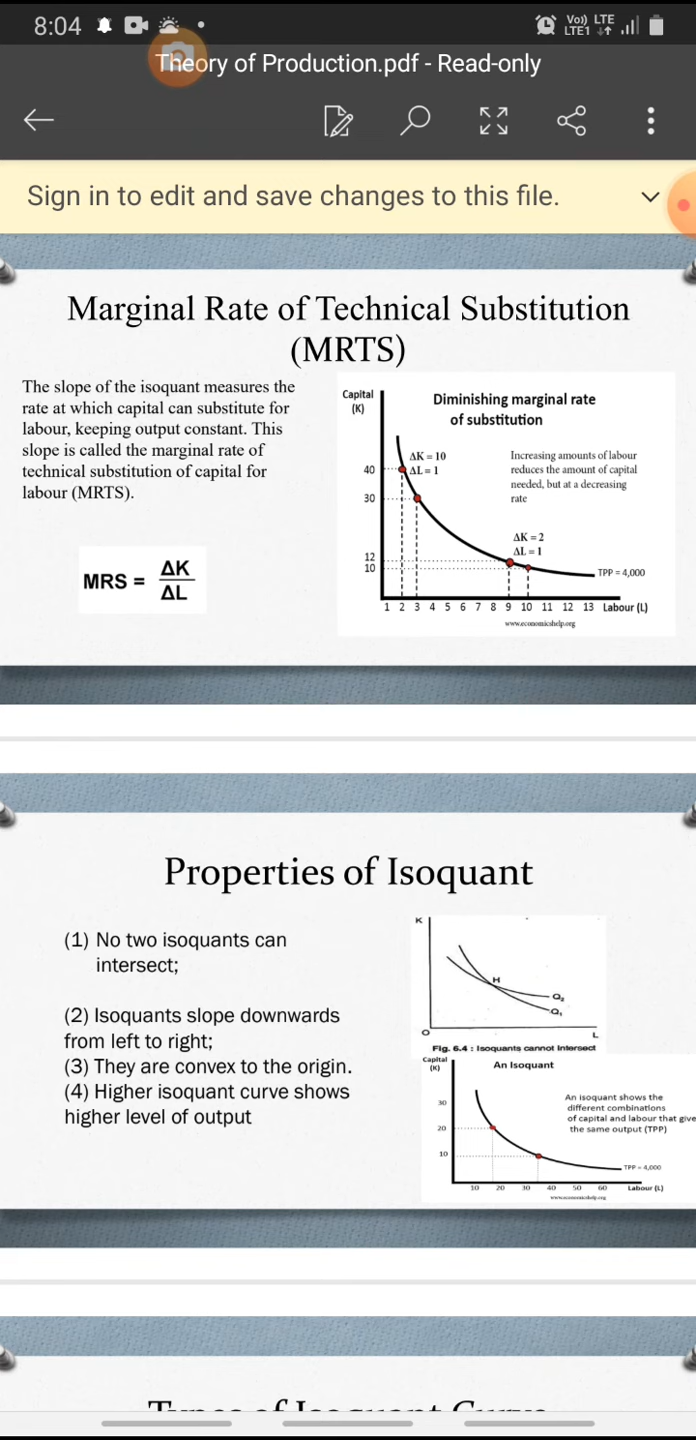 8:04
Vo)) LTE
LTE1
Theory of Production.pdf - Read-only
Sign in to edit and save changes to this file.
Marginal Rate of Technical Substitution
(MRTS)
The slope of the isoquant measures the
rate at which capital can substitute for
labour, keeping output constant. This
slope is called the marginal rate of
technical substitution of capital for
labour (MRTS).
MRS = ΔK
ΔL
Capital
(K)
Diminishing marginal rate
of substitution
ΔK = 10
ΔL = 1
Increasing amounts of labour
reduces the amount of capital
needed, but at a decreasing
rate
40
30
ΔK = 2
ΔL = 1
12
10
TPP = 4,000
1 2 3 4 5 6 7 8 9 10 11 12 13 Labour (L)
www.economicshelp.org
Properties of Isoquant
(1) No two isoquants can
intersect;
(2) Isoquants slope downwards
from left to right;
(3) They are convex to the origin.
(4) Higher isoquant curve shows
higher level of output
K
H
Q₂
Q₁
O
L
Fig. 6.4 : Isoquants cannot intersect
Capital
(K)
An Isoquant
An isoquant shows the
different combinations
of capital and labour that give
the same output (TPP)
30
20
10
TPP = 4,000
10 20 30 40 50 60 Labour (L)
www.economicshelp.org
Types of Isoquant Curve